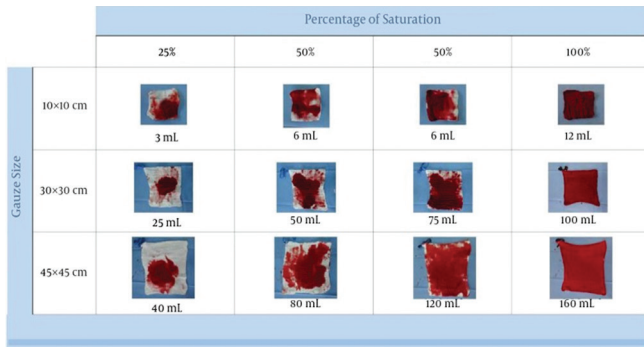 Percentage of Saturation
25% 50% 50% 100%
Gauze Size
10×10 cm
3 mL 6 mL 6 mL 12 mL
30×30 cm
25 mL 50 mL 75 mL 100 mL
45×45 cm
40 mL 80 mL 120 mL 160 mL